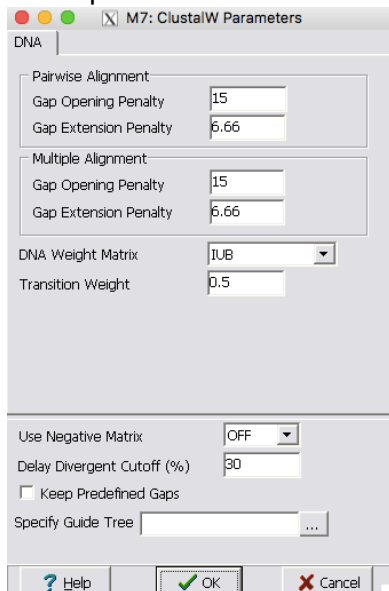 M7: ClustalW Parameters
DNA
Pairwise Alignment
Gap Opening Penalty 15
Gap Extension Penalty 6.66
Multiple Alignment
Gap Opening Penalty 15
Gap Extension Penalty 6.66
DNA Weight Matrix IUB
Transition Weight 0.5
Use Negative Matrix OFF
Delay Divergent Cutoff (%) 30
Keep Predefined Gaps
Specify Guide Tree ...
? Help OK Cancel